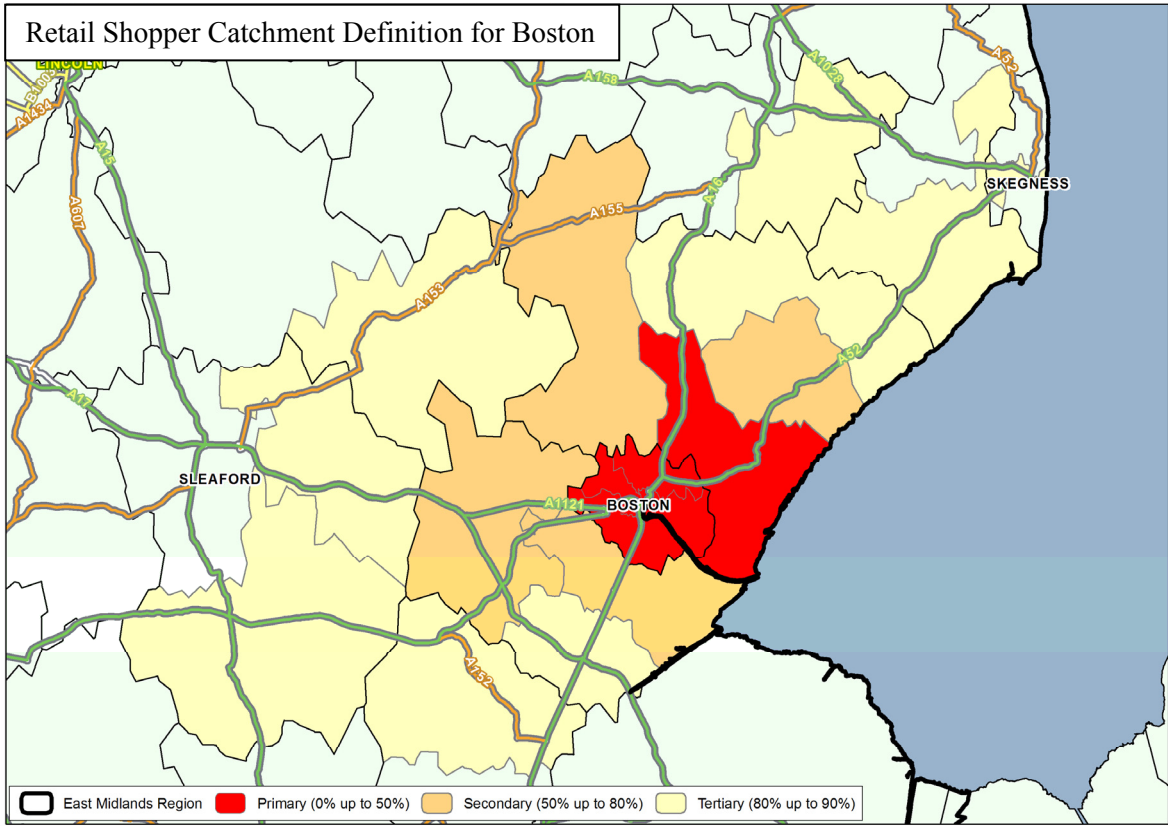 Retail Shopper Catchment Definition for Boston
LINCOLN
B1003
A1434
A15
A607
A158
A1028
A52
SKEGNESS
A16
A155
A153
A52
A17
SLEAFORD
A1121
BOSTON
A152
East Midlands Region
Primary (0% up to 50%)
Secondary (50% up to 80%)
Tertiary (80% up to 90%)